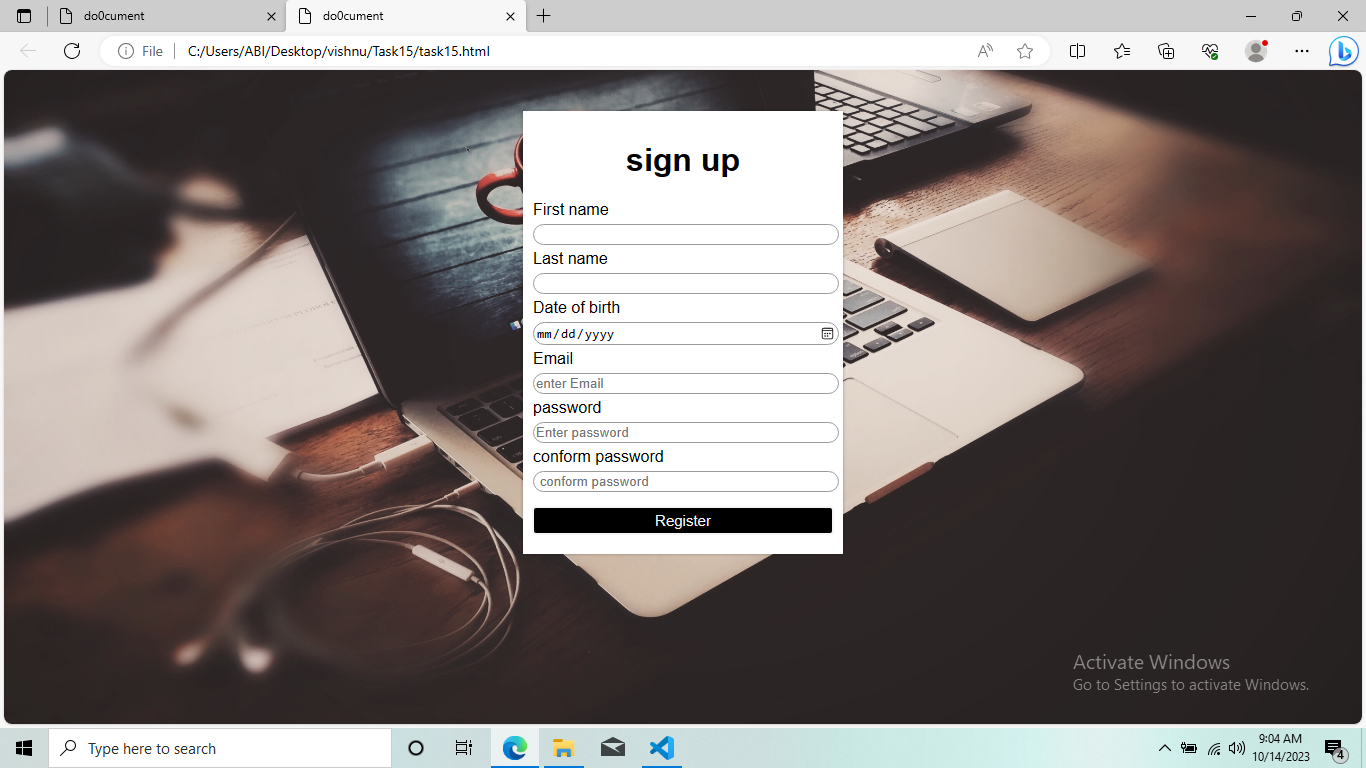 do0cument
do0cument
File
C:/Users/ABI/Desktop/vishnu/Task15/task15.html
sign up
First name
Last name
Date of birth
mm/dd/yyyy
Email
enter Email
password
Enter password
conform password
conform password
Register
Activate Windows
Go to Settings to activate Windows.
Type here to search
9:04 AM
10/14/2023
4